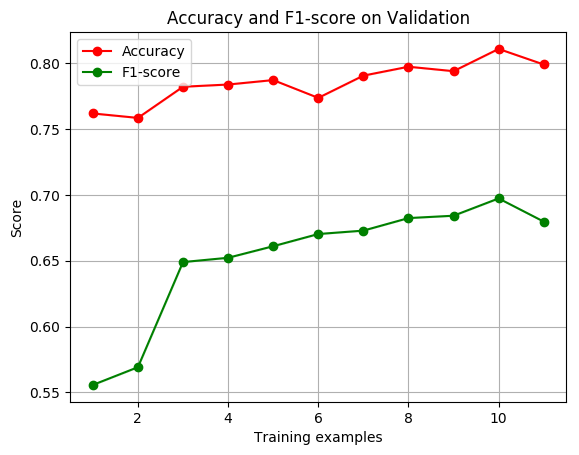 Accuracy and F1-score on Validation
Accuracy
F1-score
0.80
0.75
0.70
0.65
0.60
0.55
Score
2 4 6 8 10
Training examples